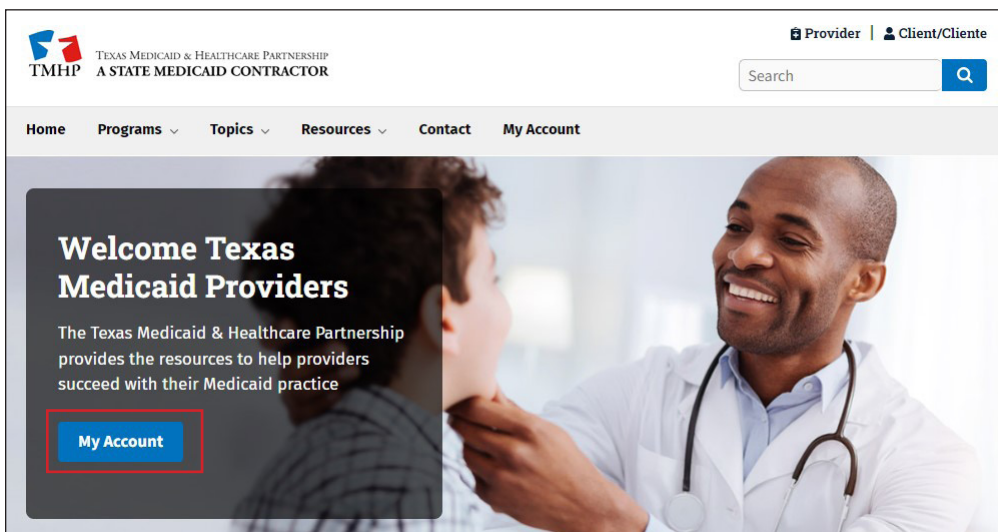 Provider | Client/Cliente
TMHP
TEXAS MEDICAID & HEALTHCARE PARTNERSHIP
A STATE MEDICAID CONTRACTOR
Search
Home Programs Topics Resources Contact My Account
Welcome Texas
Medicaid Providers
The Texas Medicaid & Healthcare Partnership
provides the resources to help providers
succeed with their Medicaid practice
My Account